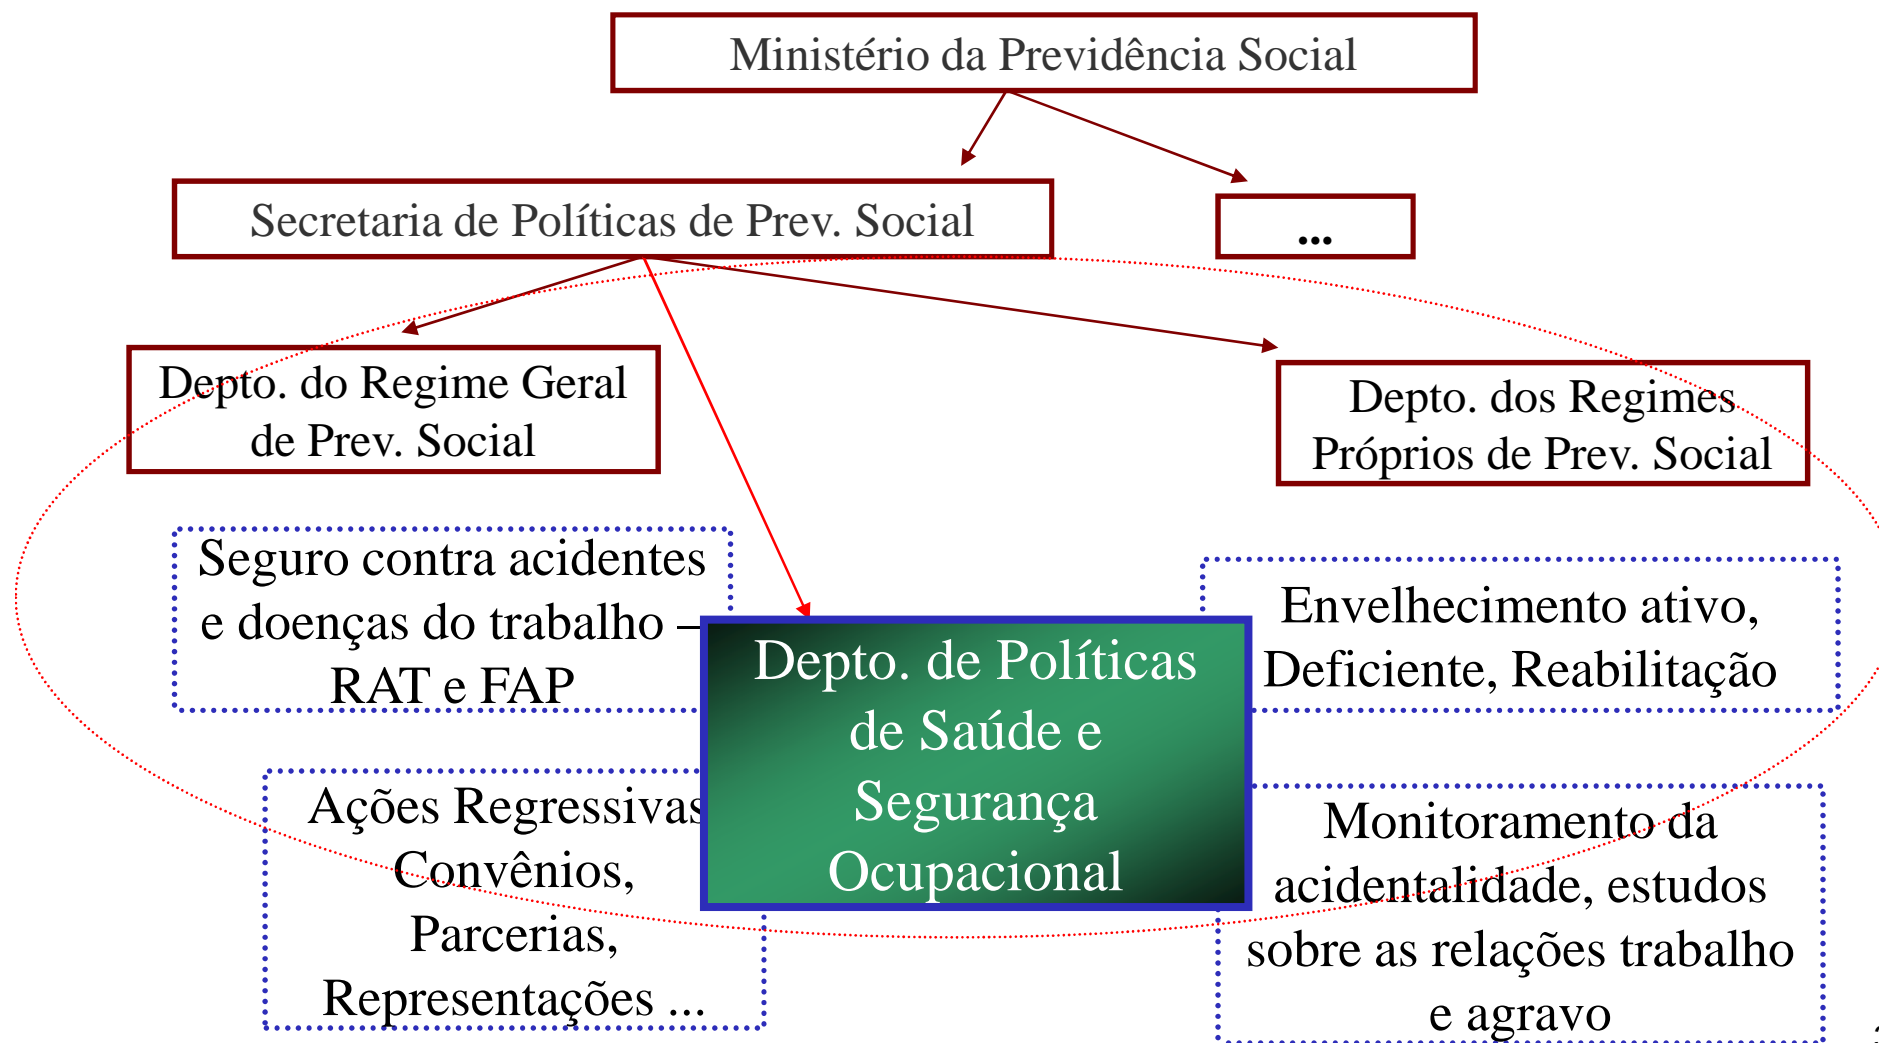 Ministério da Previdência Social
Secretaria de Políticas de Prev. Social
...
Depto. do Regime Geral
de Prev. Social
Depto. dos Regimes
Próprios de Prev. Social
Seguro contra acidentes
e doenças do trabalho –
RAT e FAP
Envelhecimento ativo,
Deficiente, Reabilitação
Depto. de Políticas
de Saúde e
Segurança
Ocupacional
Ações Regressivas
Convênios,
Parcerias,
Representações ...
Monitoramento da
acidentalidade, estudos
sobre as relações trabalho
e agravo